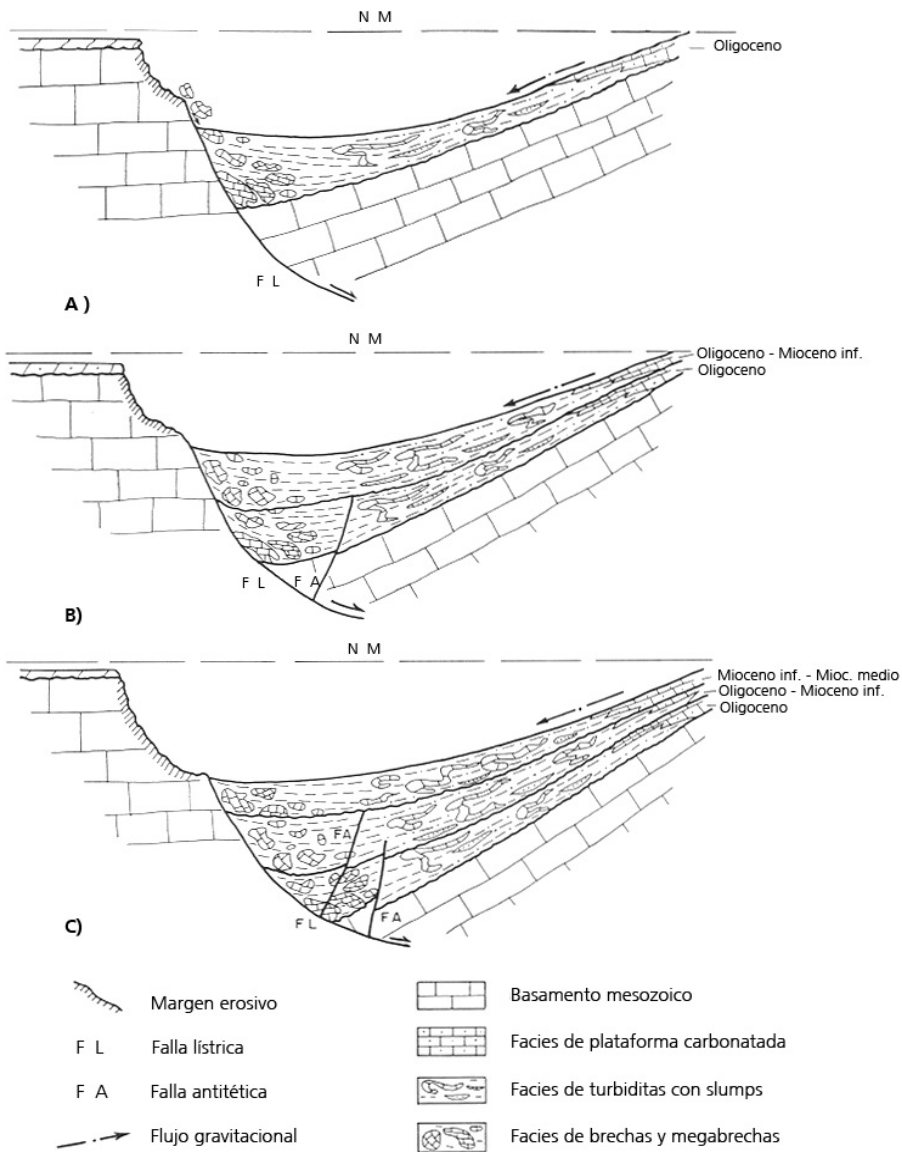 N M
Oligoceno
F L
A )
N M
Oligoceno - Mioceno inf.
Oligoceno
F L
F A
B)
N M
Mioceno inf. - Mioc. medio
Oligoceno - Mioceno inf.
Oligoceno
FA
F L
F A
C)
Margen erosivo
Basamento mesozoico
F L Falla lístrica
Facies de plataforma carbonatada
F A Falla antitética
Facies de turbiditas con slumps
Flujo gravitacional
Facies de brechas y megabrechas